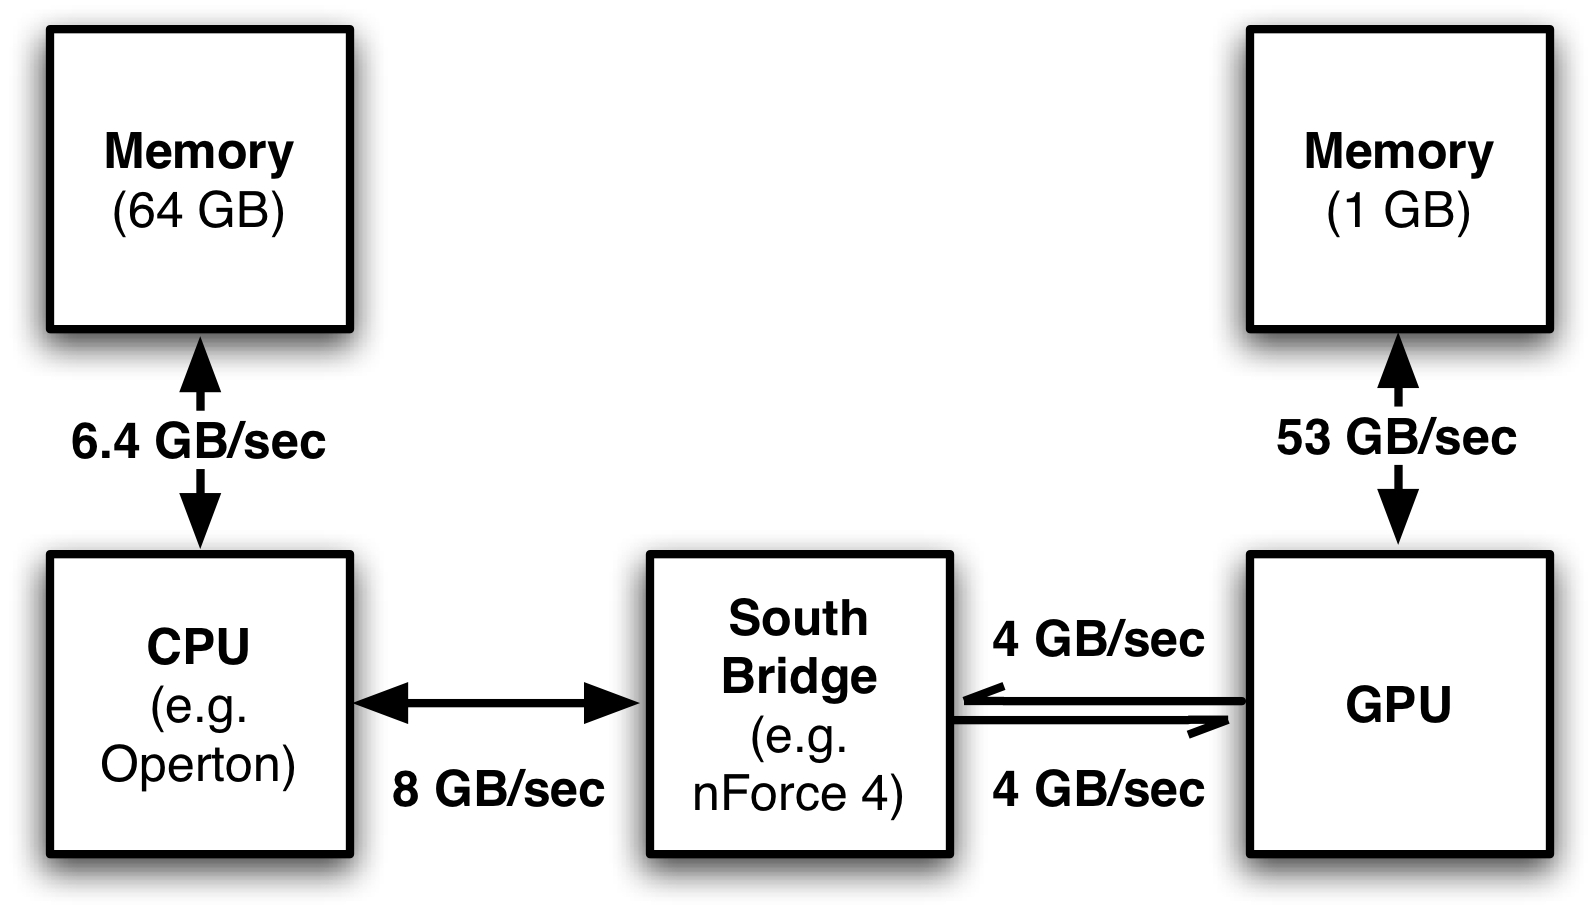 Memory
(64 GB)
Memory
(1 GB)
6.4 GB/sec
53 GB/sec
CPU
(e.g.
Operton)
8 GB/sec
South
Bridge
(e.g.
nForce 4)
4 GB/sec
4 GB/sec
GPU